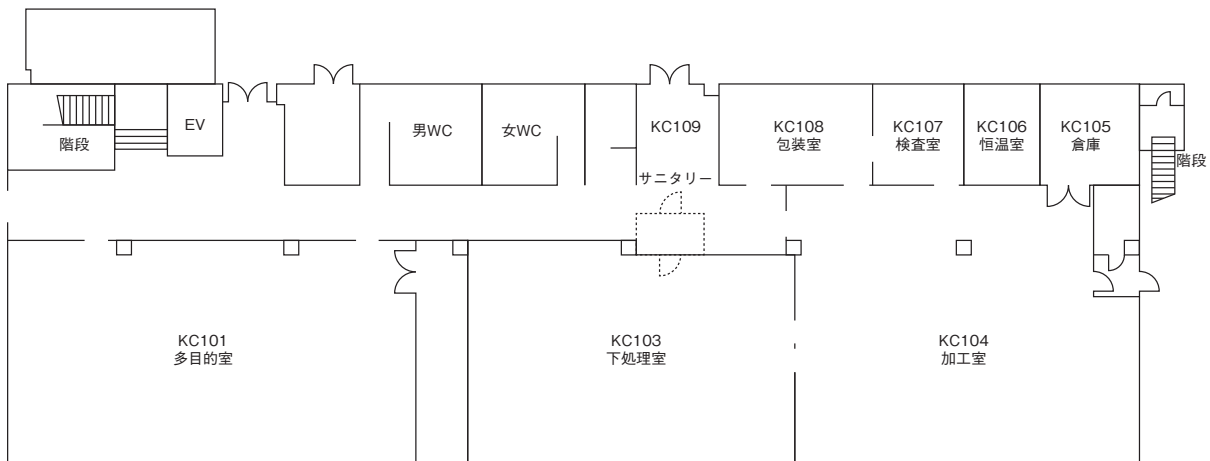 階段
EV
男WC
女WC
KC109
KC108
包装室
KC107
検査室
KC106
恒温室
KC105
倉庫
階段
サニタリー
KC101
多目的室
KC103
下処理室
KC104
加工室